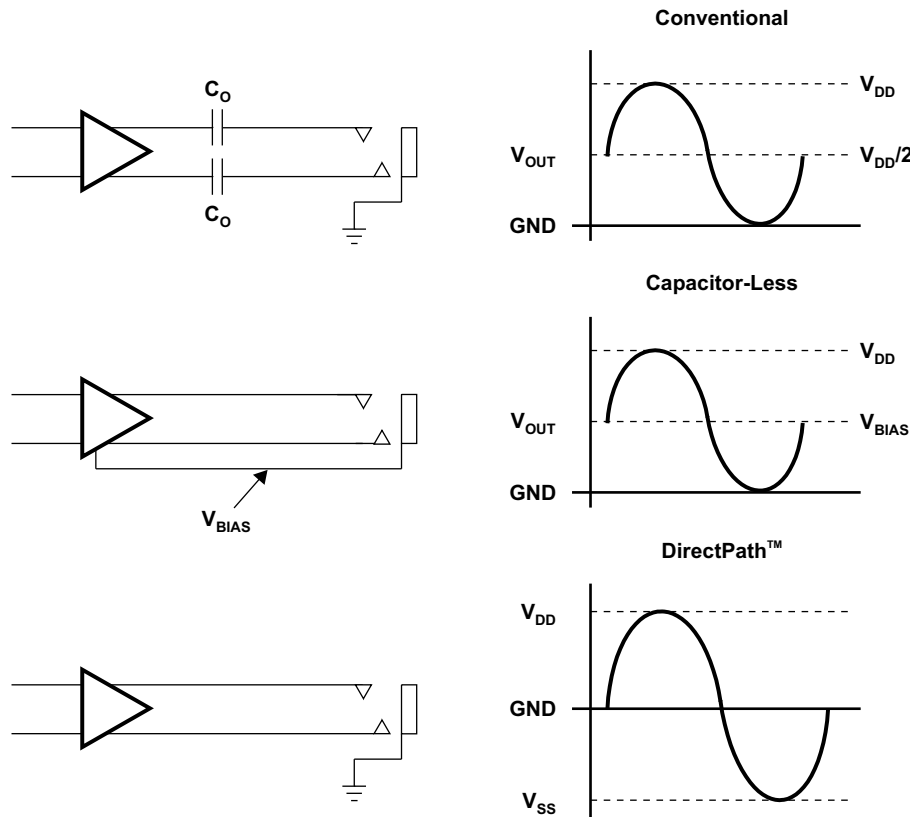 Conventional
C_O
C_O
V_DD
V_OUT
V_DD/2
GND
Capacitor-Less
V_BIAS
V_DD
V_OUT
V_BIAS
GND
DirectPath™
V_DD
GND
V_SS